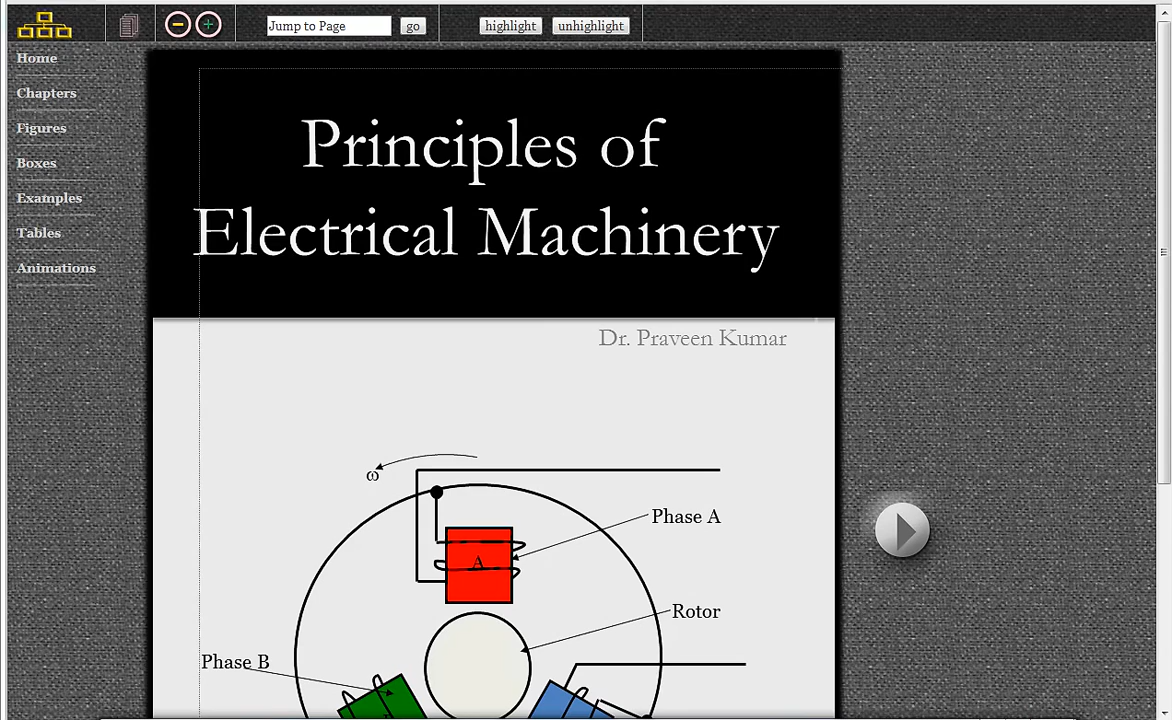 Jump to Page
go
highlight
unhighlight
Home
Chapters
Figures
Boxes
Examples
Tables
Animations
Principles of
Electrical Machinery
Dr. Praveen Kumar
ω
Phase A
A
Rotor
Phase B